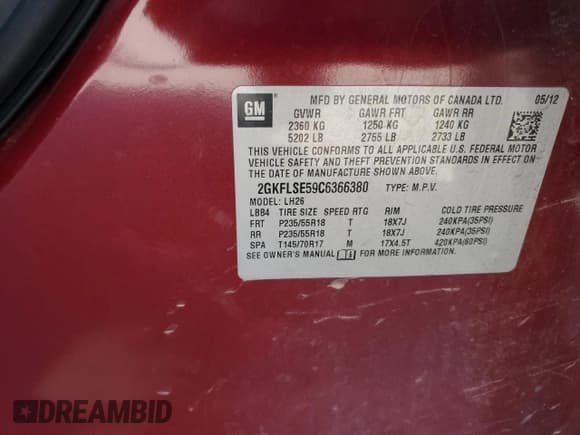 GM
MFD BY GENERAL MOTORS OF CANADA LTD. 05/12
GVWR GAWR FRT GAWR RR
2360 KG 1250 KG 1240 KG
5202 LB 2755 LB 2733 LB
THIS VEHICLE CONFORMS TO ALL APPLICABLE U.S. FEDERAL MOTOR
VEHICLE SAFETY AND THEFT PREVENTION STANDARDS IN EFFECT ON
THE DATE OF MANUFACTURE SHOWN ABOVE.
2GKFLSE59C6366380 TYPE: M.P.V.
MODEL: LH26
LBB4 TIRE SIZE SPEED RTG RIM COLD TIRE PRESSURE
FRT P235/55R18 T 18X7J 240KPA(35PSI)
RR P235/55R18 T 18X7J 240KPA(35PSI)
SPA T145/70R17 M 17X4.5T 420KPA(60PSI)
SEE OWNER'S MANUAL FOR MORE INFORMATION.
DREAMBID